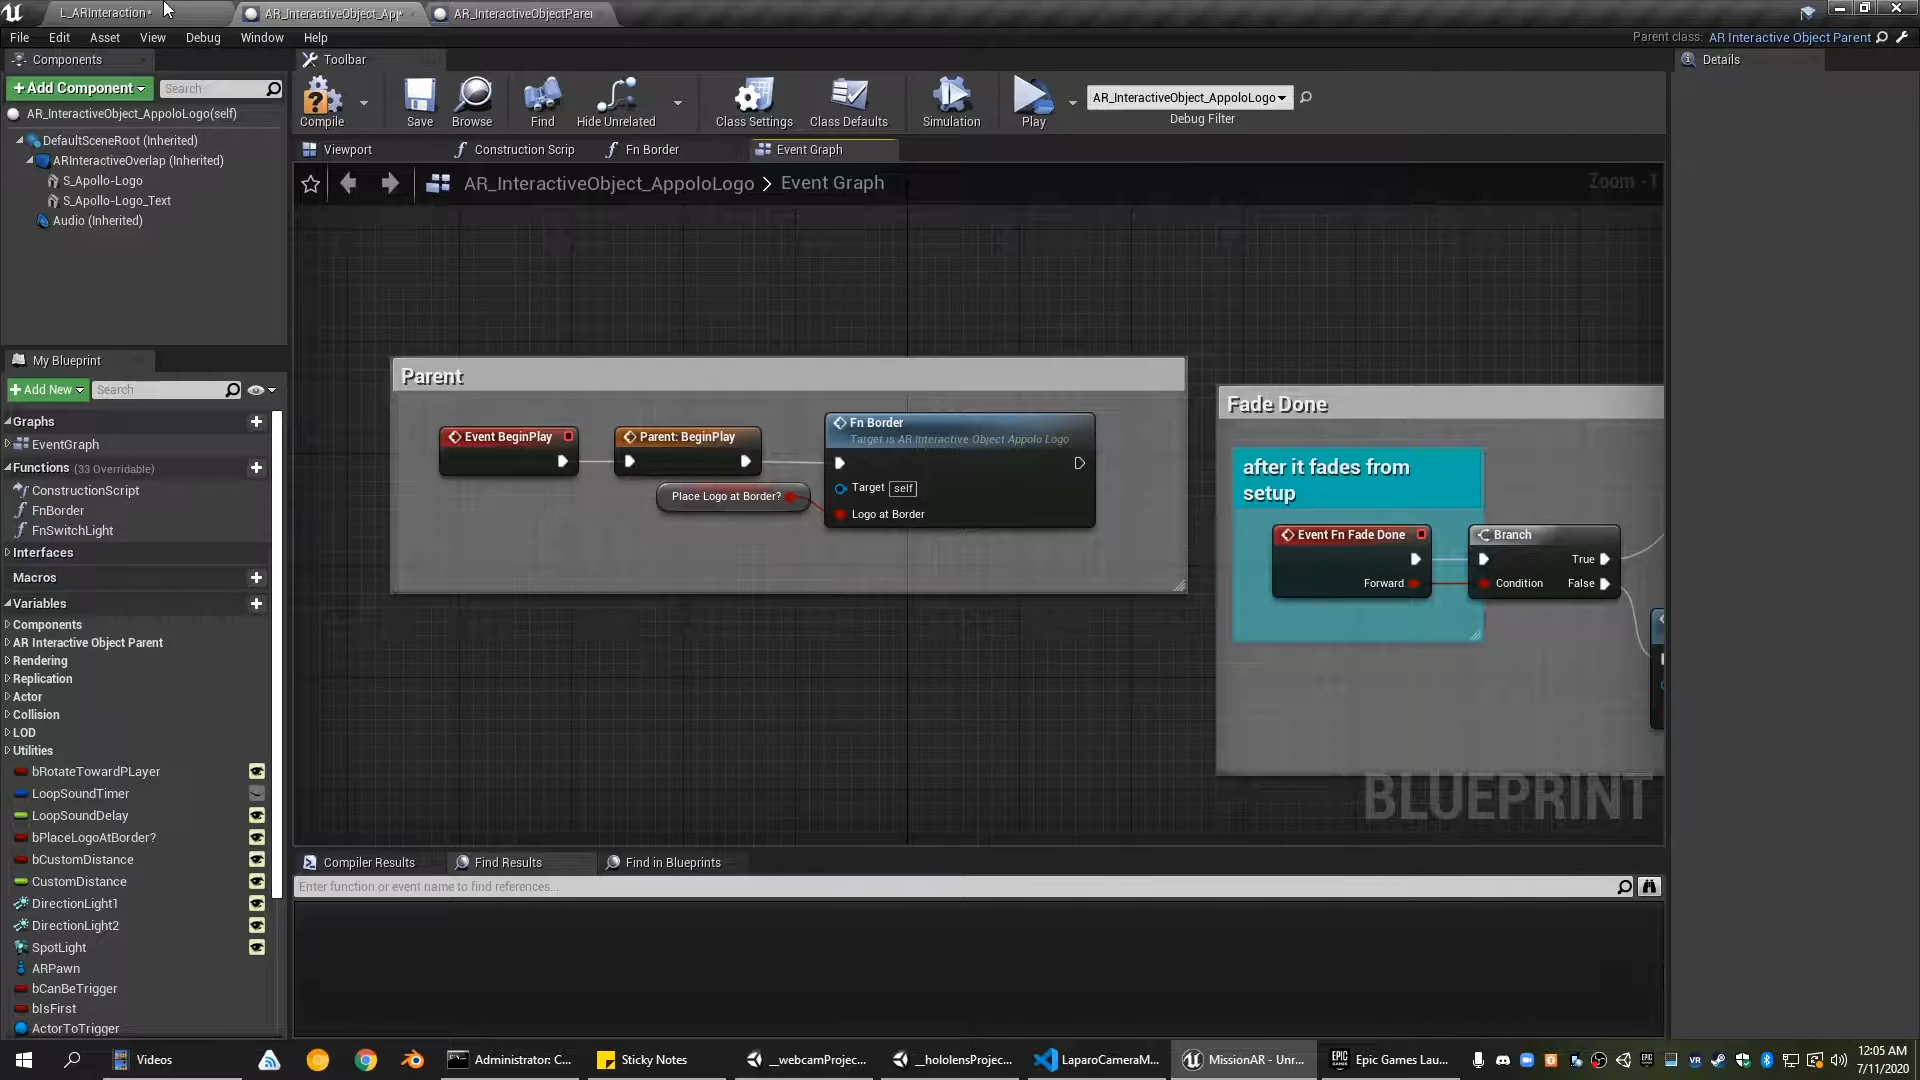 L_ARInteraction*
AR_InteractiveObject_App*
AR_InteractiveObjectParen
File Edit Asset View Debug Window Help
Parent class: AR Interactive Object Parent
Components
+Add Component
Search
AR_InteractiveObject_AppoloLogo(self)
DefaultSceneRoot (Inherited)
ARInteractiveOverlap (Inherited)
S_Apollo-Logo
S_Apollo-Logo_Text
Audio (Inherited)
Toolbar
Compile
Save
Browse
Find
Hide Unrelated
Class Settings
Class Defaults
Simulation
Play
AR_InteractiveObject_AppoloLogo
Debug Filter
Details
Viewport
Construction Scrip
Fn Border
Event Graph
AR_InteractiveObject_AppoloLogo > Event Graph
Zoom -1
Parent
Event BeginPlay
Parent: BeginPlay
Place Logo at Border?
Fn Border
Target is AR Interactive Object Appolo Logo
Target self
Logo at Border
Fade Done
after it fades from
setup
Event Fn Fade Done
Forward
Branch
True
Condition
False
BLUEPRINT
My Blueprint
+Add New
Search
Graphs
EventGraph
Functions (33 Overridable)
ConstructionScript
FnBorder
FnSwitchLight
Interfaces
Macros
Variables
Components
AR Interactive Object Parent
Rendering
Replication
Actor
Collision
LOD
Utilities
bRotateTowardPLayer
LoopSoundTimer
LoopSoundDelay
bPlaceLogoAtBorder?
bCustomDistance
CustomDistance
DirectionLight1
DirectionLight2
SpotLight
ARPawn
bCanBeTrigger
bIsFirst
ActorToTrigger
Compiler Results
Find Results
Find in Blueprints
Enter function or event name to find references...
Videos
Administrator: C...
Sticky Notes
__webcamProjec...
__hololensProjec...
LaparoCameraM...
MissionAR - Unr...
EPIC GAMES
Epic Games Lau...
12:05 AM
7/11/2020